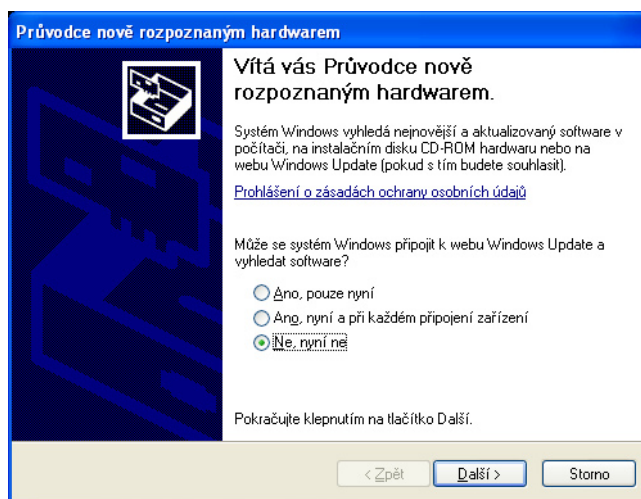 Průvodce nově rozpoznaným hardwarem
Vítá vás Průvodce nově
rozpoznaným hardwarem.
Systém Windows vyhledá nejnovější a aktualizovaný software v
počítači, na instalačním disku CD-ROM hardwaru nebo na
webu Windows Update (pokud s tím budete souhlasit).
Prohlášení o zásadách ochrany osobních údajů
Může se systém Windows připojit k webu Windows Update a
vyhledat software?
Ano, pouze nyní
Ano, nyní a při každém připojení zařízení
Ne, nyní ne
Pokračujte klepnutím na tlačítko Další.
< Zpět Další > Storno